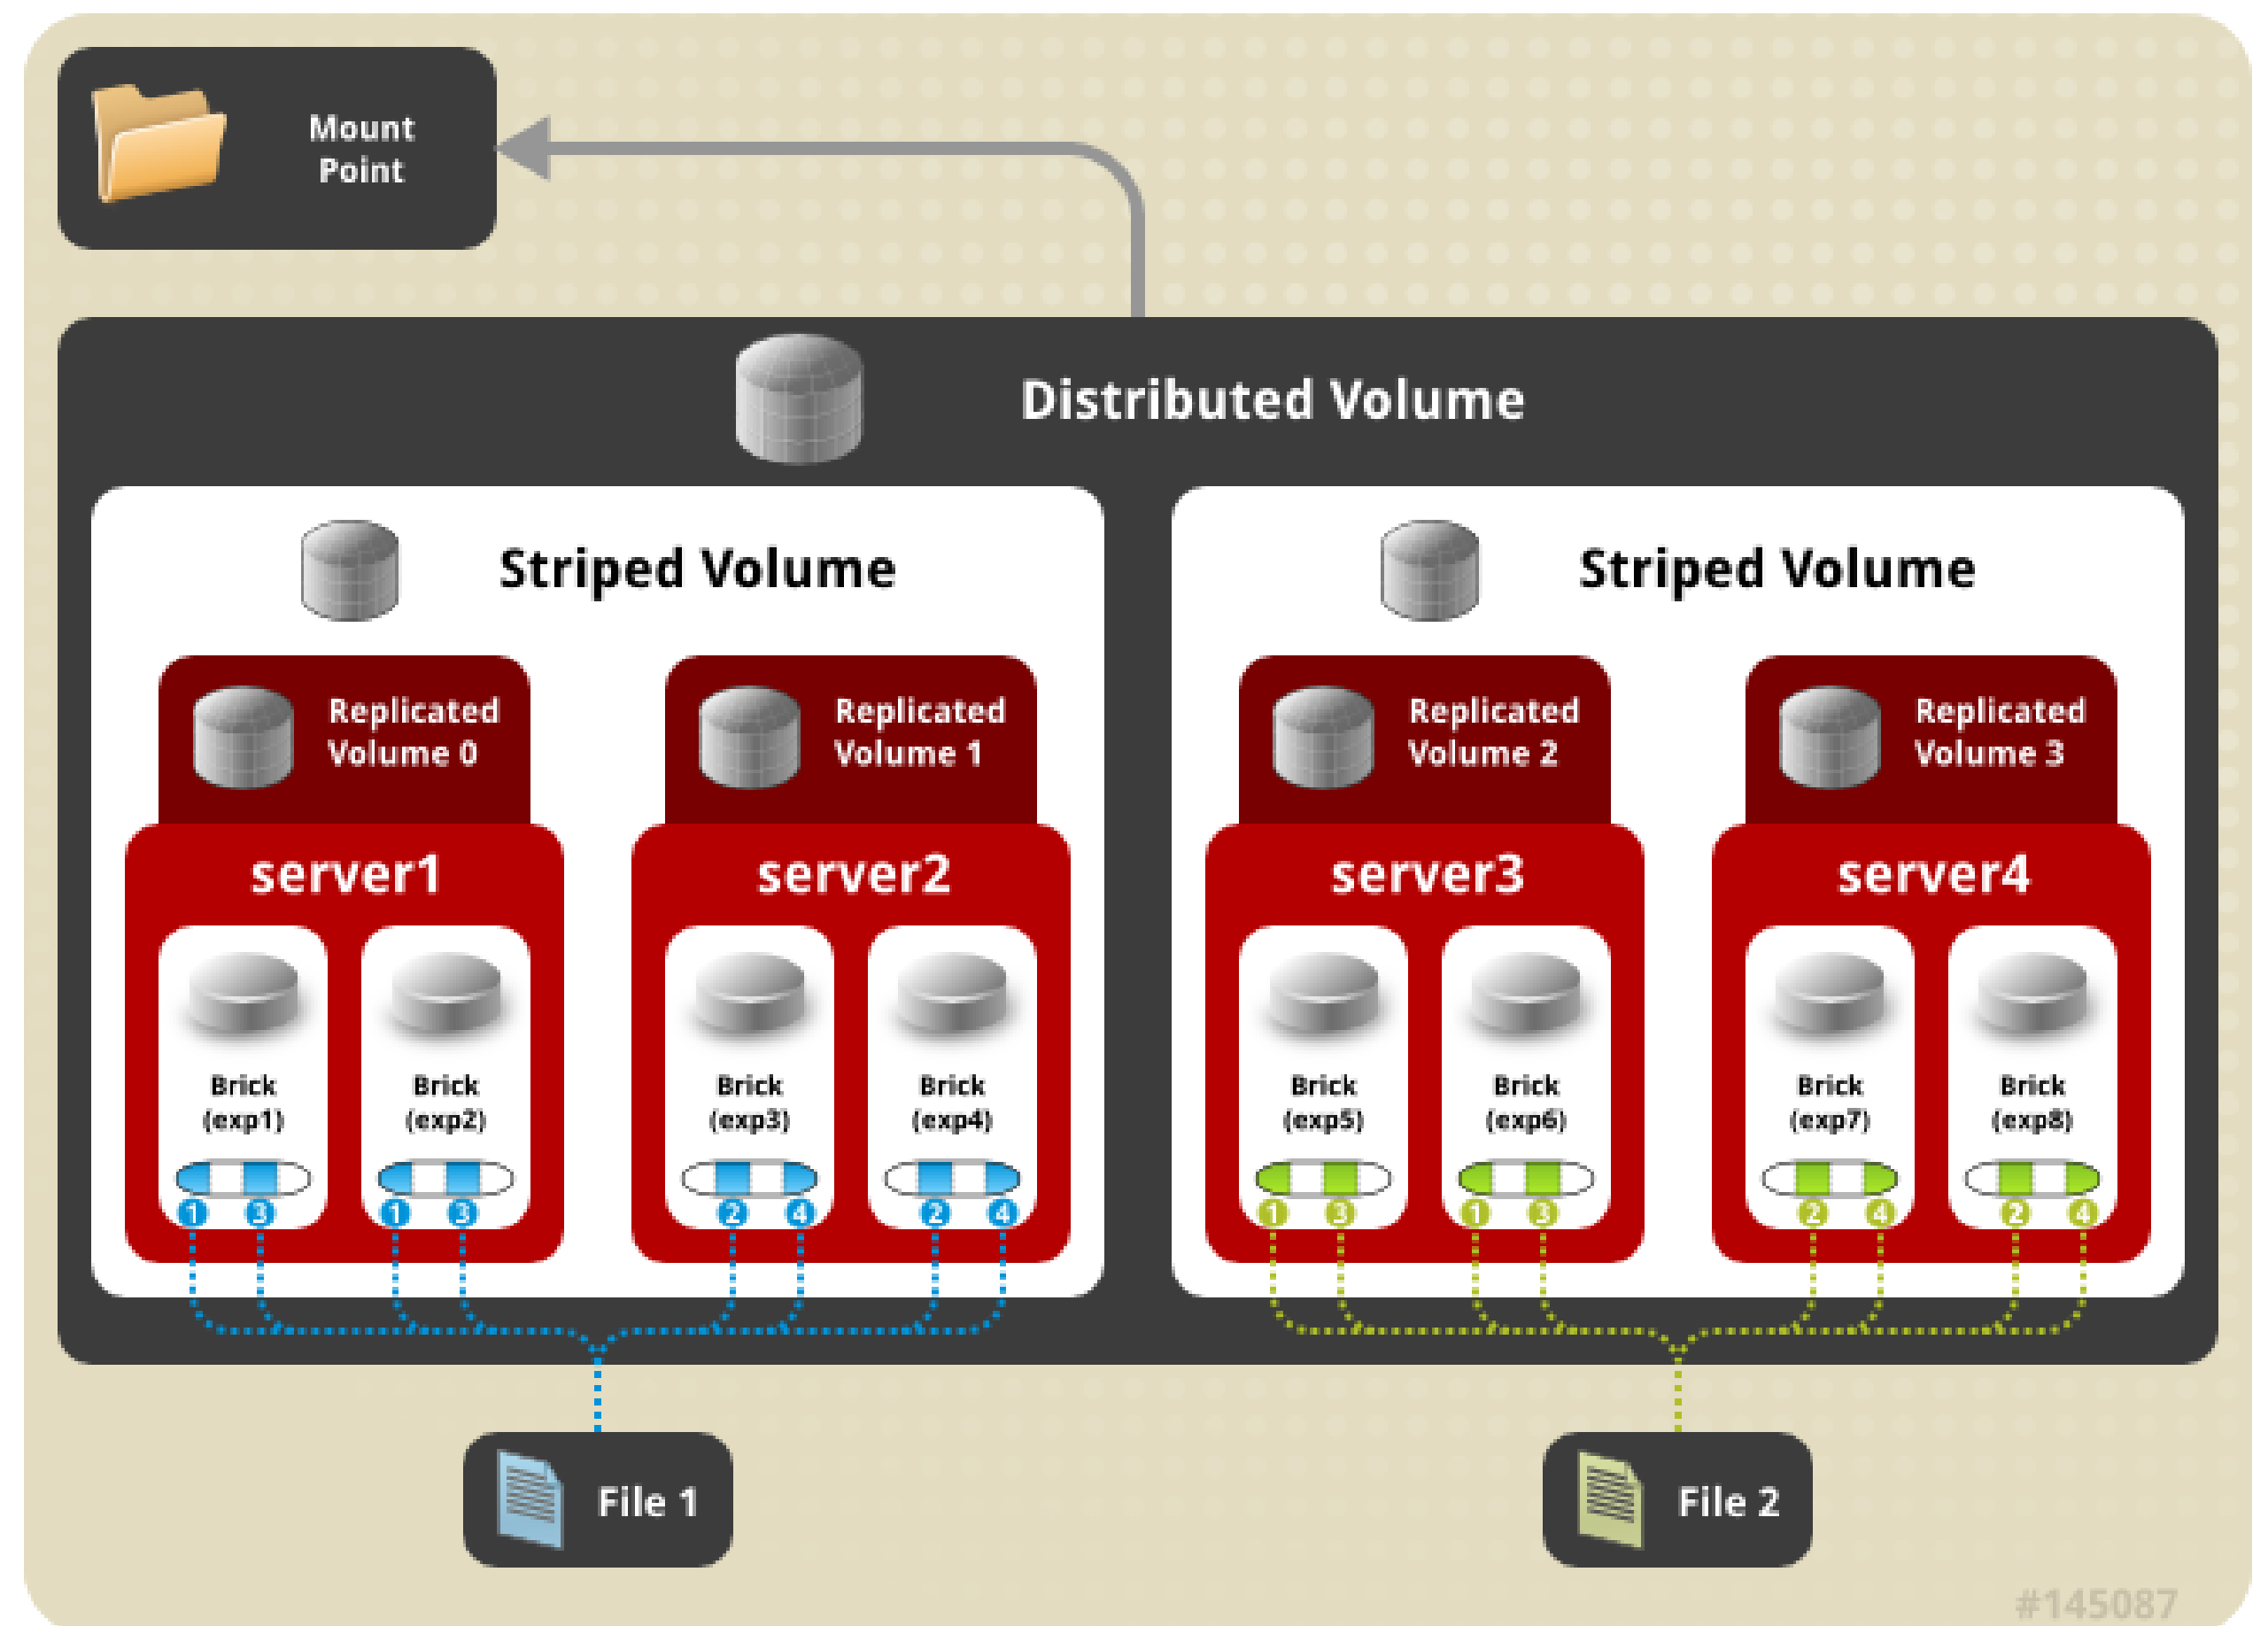 Mount
Point
Distributed Volume
Striped Volume
Striped Volume
Replicated
Volume 0
Replicated
Volume 1
Replicated
Volume 2
Replicated
Volume 3
server1
server2
server3
server4
Brick
(exp1)
Brick
(exp2)
Brick
(exp3)
Brick
(exp4)
Brick
(exp5)
Brick
(exp6)
Brick
(exp7)
Brick
(exp8)
1 3
1 3
2 4
2 4
1 3
1 3
2 4
2 4
File 1
File 2
#145087